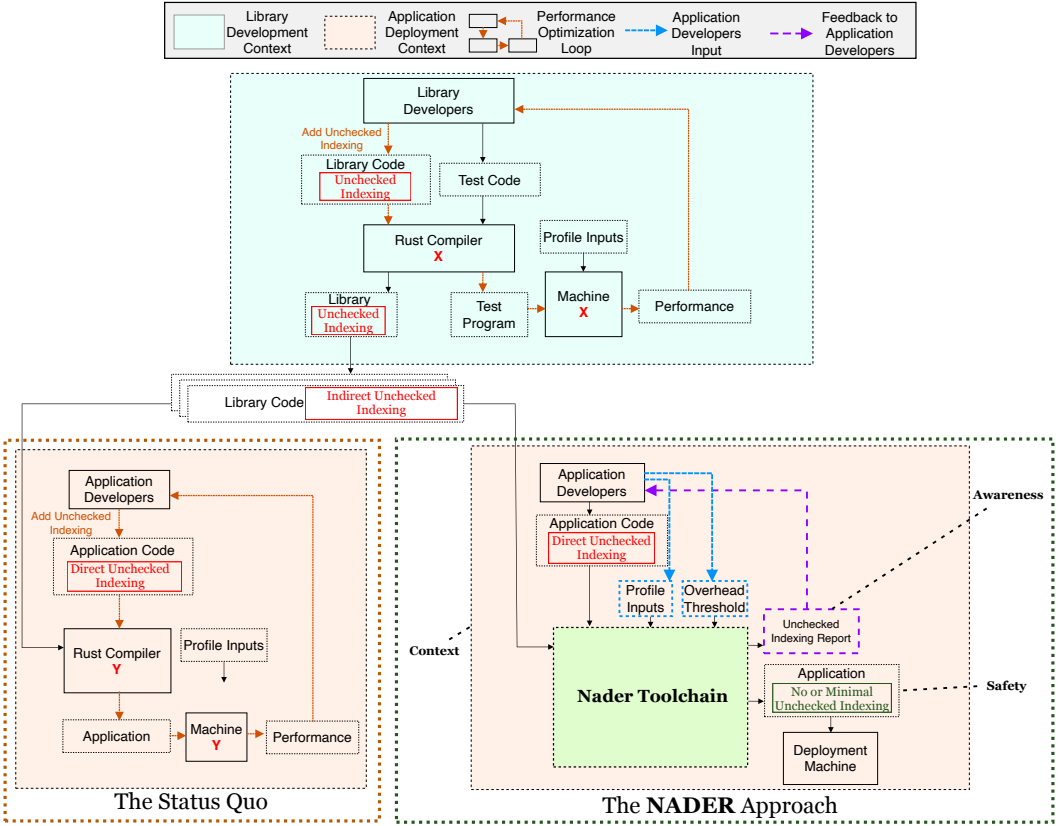 Library
Development
Context
Application
Deployment
Context
Performance
Optimization
Loop
Application
Developers
Input
Feedback to
Application
Developers
Library
Developers
Add Unchecked
Indexing
Library Code
Unchecked
Indexing
Test Code
Rust Compiler
X
Profile Inputs
Library
Unchecked
Indexing
Test
Program
Machine
X
Performance
Library Code
Indirect Unchecked
Indexing
Application
Developers
Add Unchecked
Indexing
Application Code
Direct Unchecked
Indexing
Rust Compiler
Y
Profile Inputs
Application
Machine
Y
Performance
The Status Quo
Application
Developers
Application Code
Direct Unchecked
Indexing
Profile
Inputs
Overhead
Threshold
Unchecked
Indexing Report
Awareness
Context
Nader Toolchain
Application
No or Minimal
Unchecked Indexing
Safety
Deployment
Machine
The NADER Approach